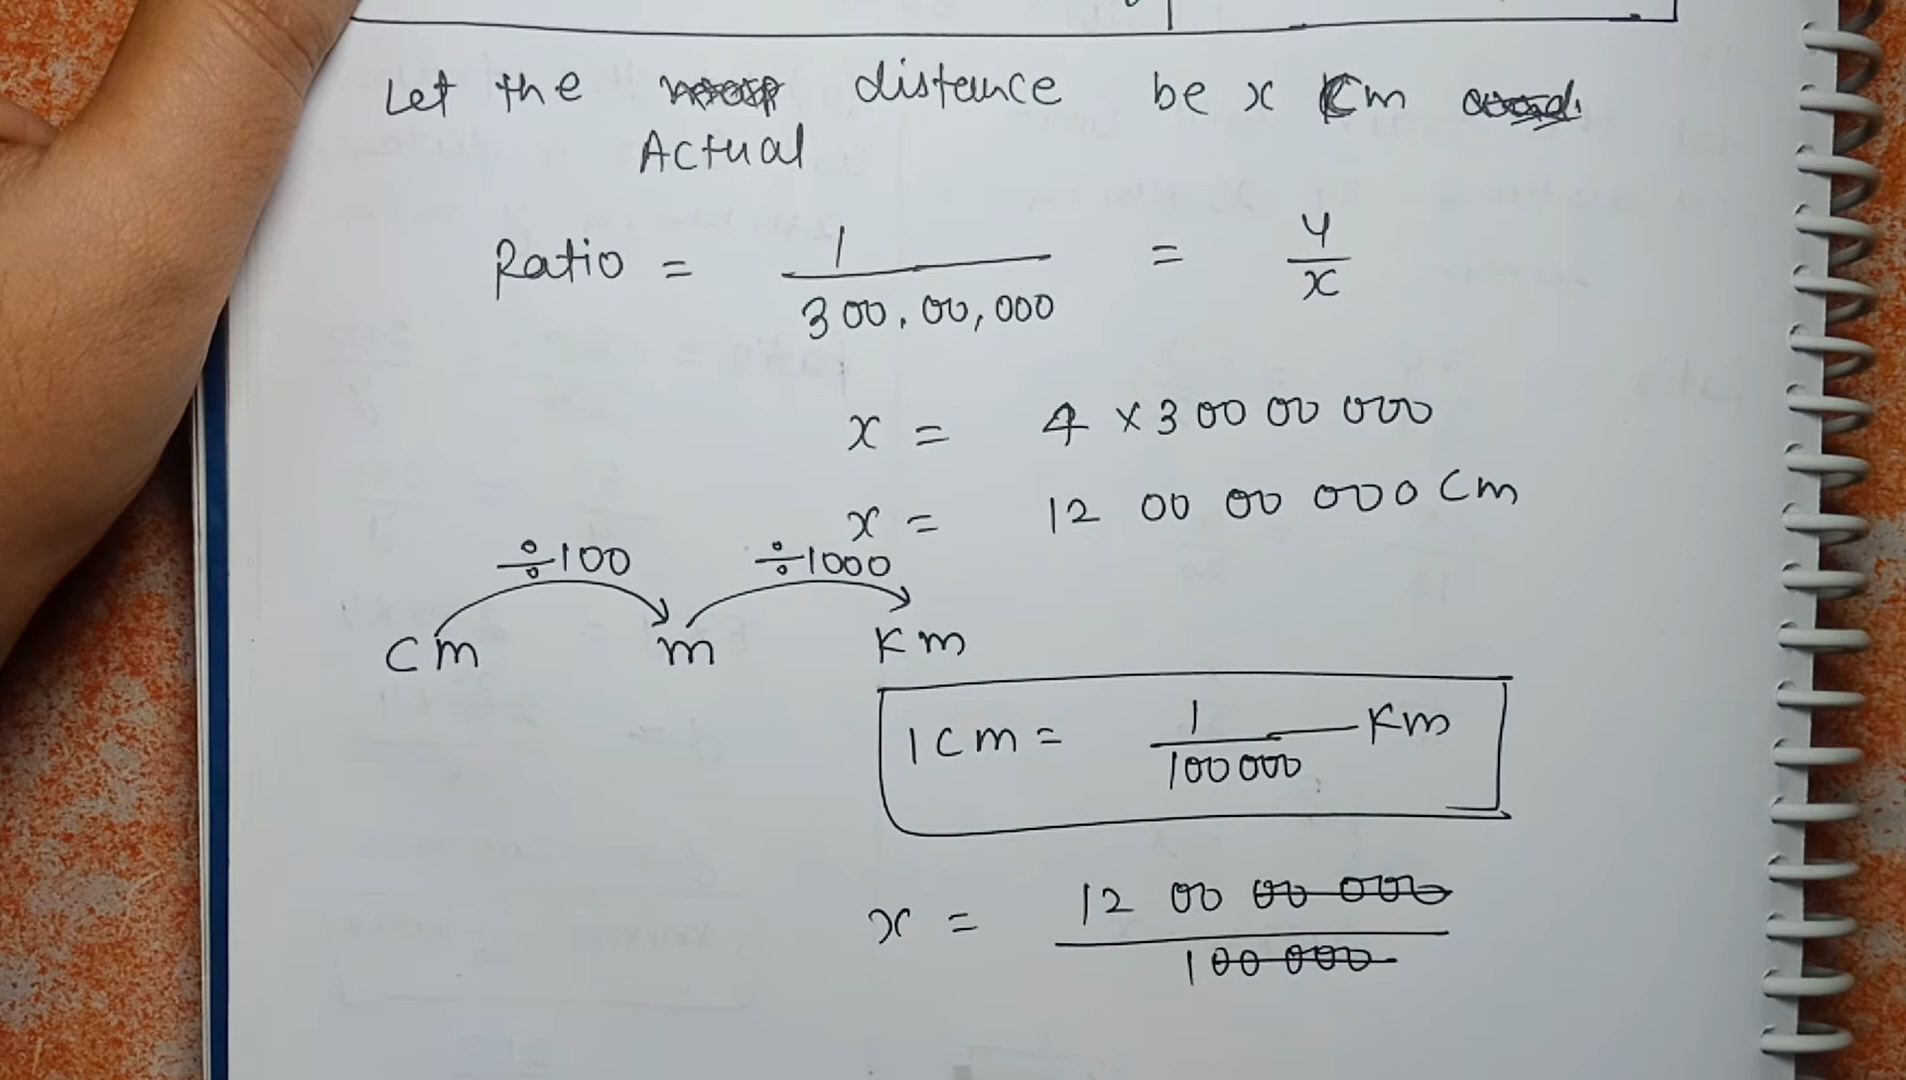 Let the distance be x Cm
Actual
Ratio = 1/300,00,000 = 4/x
x = 4 × 300 00 000
x = 12 00 00 000 Cm
÷100 ÷1000
Cm m Km
1 Cm = 1/100000 Km
x = 12 00 00 000/100 000